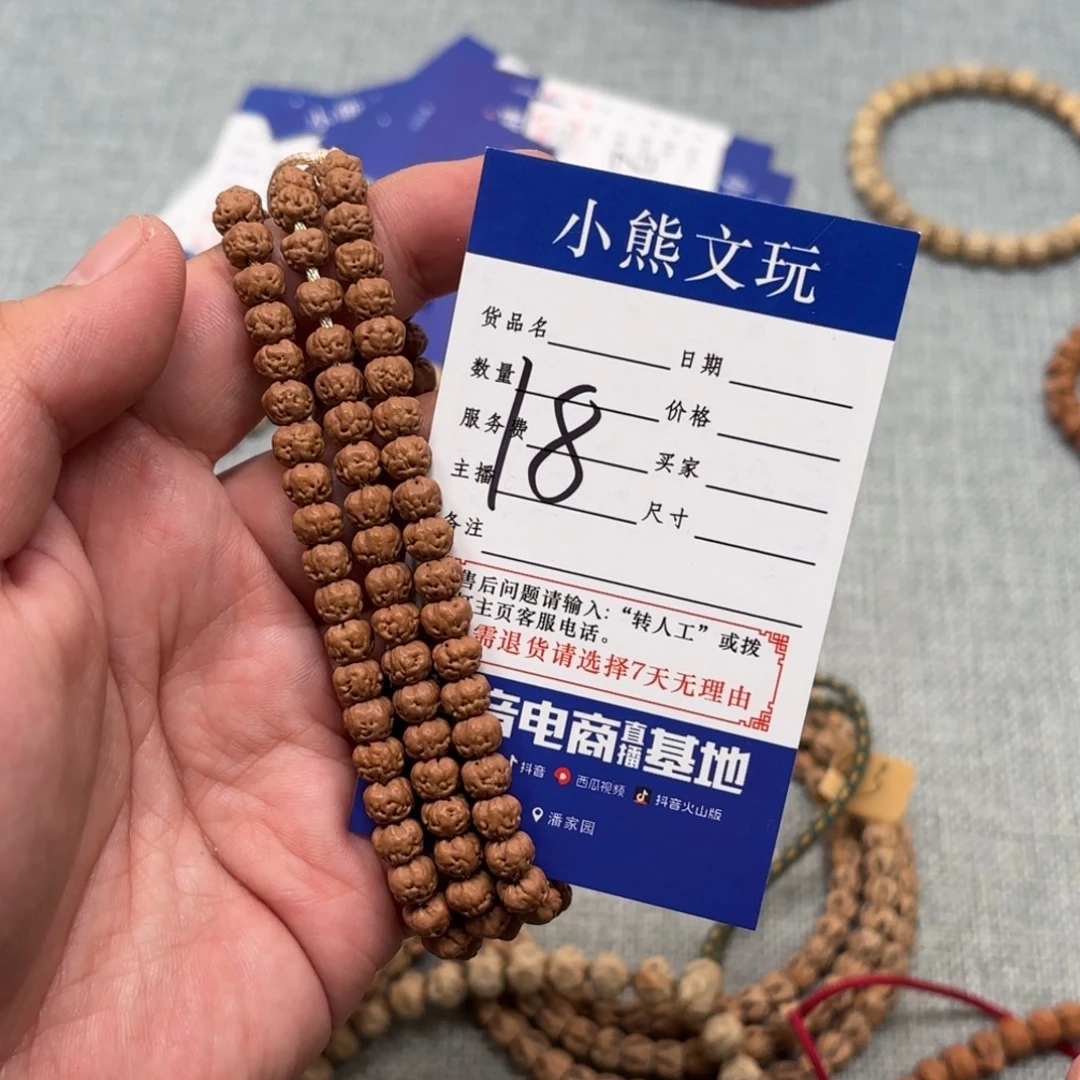 小熊文玩
货品名 日期
数量 价格
服务费 买家
主播 尺寸
备注
18
售后问题请输入：“转人工”或拨
打主页客服电话。
需退货请选择7天无理由
音电商直播基地
抖音 西瓜视频 抖音火山版
潘家园
5